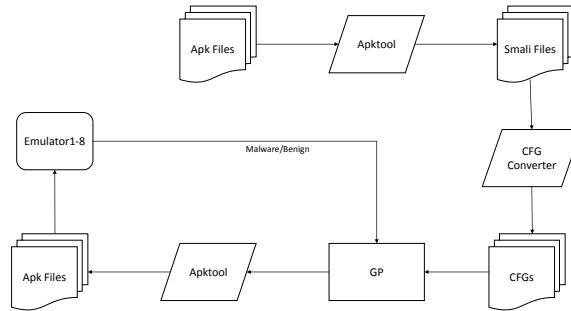 Apk Files
Apktool
Smali Files
Emulator1-8
Malware/Benign
CFG
Converter
Apk Files
Apktool
GP
CFGs